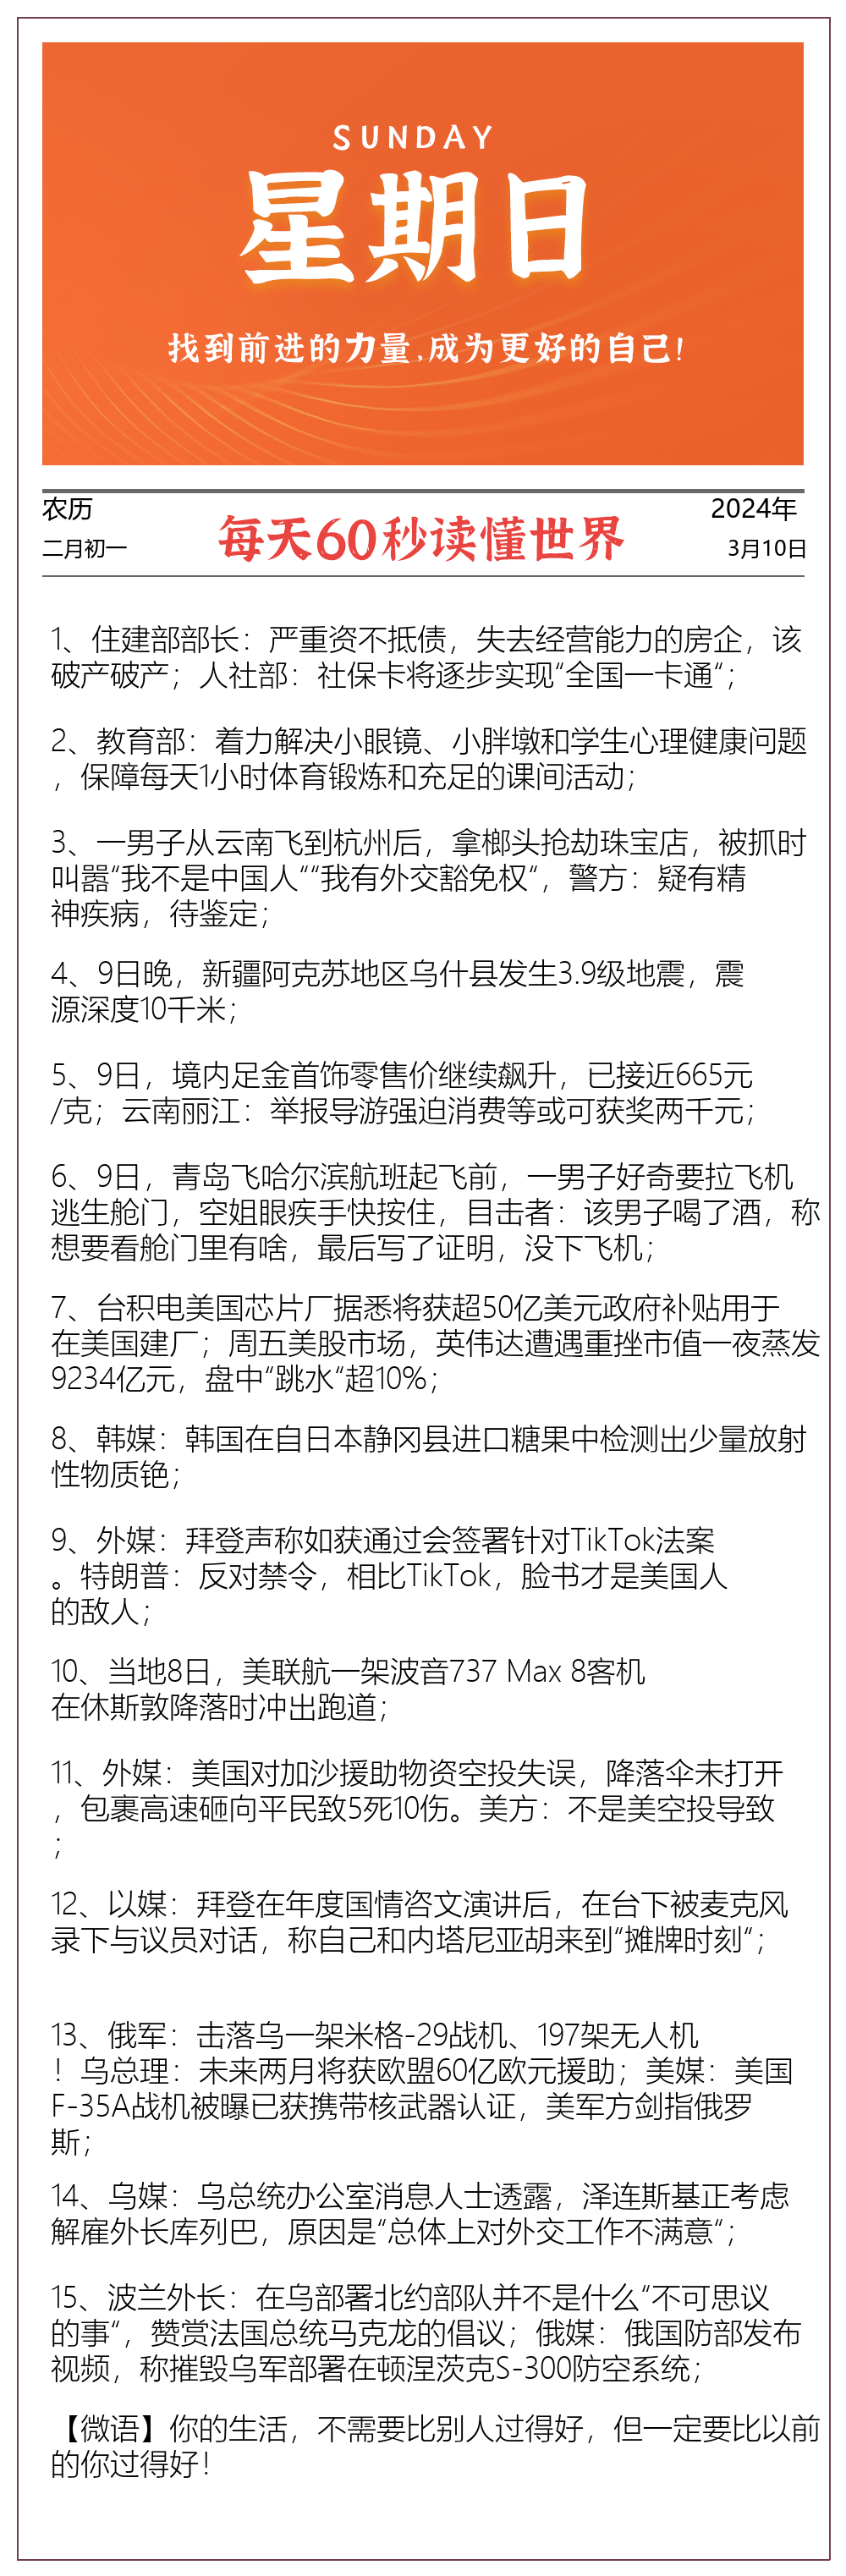 SUNDAY
星期日
找到前进的力量,成为更好的自己!
农历
二月初一
每天60秒读懂世界
2024年
3月10日
1、住建部部长：严重资不抵债，失去经营能力的房企，该
破产破产；人社部：社保卡将逐步实现“全国一卡通“；
2、教育部：着力解决小眼镜、小胖墩和学生心理健康问题
，保障每天1小时体育锻炼和充足的课间活动；
3、一男子从云南飞到杭州后，拿榔头抢劫珠宝店，被抓时
叫嚣“我不是中国人““我有外交豁免权“，警方：疑有精
神疾病，待鉴定；
4、9日晚，新疆阿克苏地区乌什县发生3.9级地震，震
源深度10千米；
5、9日，境内足金首饰零售价继续飙升，已接近665元
/克；云南丽江：举报导游强迫消费等或可获奖两千元；
6、9日，青岛飞哈尔滨航班起飞前，一男子好奇要拉飞机
逃生舱门，空姐眼疾手快按住，目击者：该男子喝了酒，称
想要看舱门里有啥，最后写了证明，没下飞机；
7、台积电美国芯片厂据悉将获超50亿美元政府补贴用于
在美国建厂；周五美股市场，英伟达遭遇重挫市值一夜蒸发
9234亿元，盘中“跳水“超10%；
8、韩媒：韩国在自日本静冈县进口糖果中检测出少量放射
性物质铯；
9、外媒：拜登声称如获通过会签署针对TikTok法案
。特朗普：反对禁令，相比TikTok，脸书才是美国人
的敌人；
10、当地8日，美联航一架波音737 Max 8客机
在休斯敦降落时冲出跑道；
11、外媒：美国对加沙援助物资空投失误，降落伞未打开
，包裹高速砸向平民致5死10伤。美方：不是美空投导致
；
12、以媒：拜登在年度国情咨文演讲后，在台下被麦克风
录下与议员对话，称自己和内塔尼亚胡来到“摊牌时刻“；
13、俄军：击落乌一架米格-29战机、197架无人机
！乌总理：未来两月将获欧盟60亿欧元援助；美媒：美国
F-35A战机被曝已获携带核武器认证，美军方剑指俄罗
斯；
14、乌媒：乌总统办公室消息人士透露，泽连斯基正考虑
解雇外长库列巴，原因是“总体上对外交工作不满意“；
15、波兰外长：在乌部署北约部队并不是什么“不可思议
的事“，赞赏法国总统马克龙的倡议；俄媒：俄国防部发布
视频，称摧毁乌军部署在顿涅茨克S-300防空系统；
【微语】你的生活，不需要比别人过得好，但一定要比以前
的你过得好！